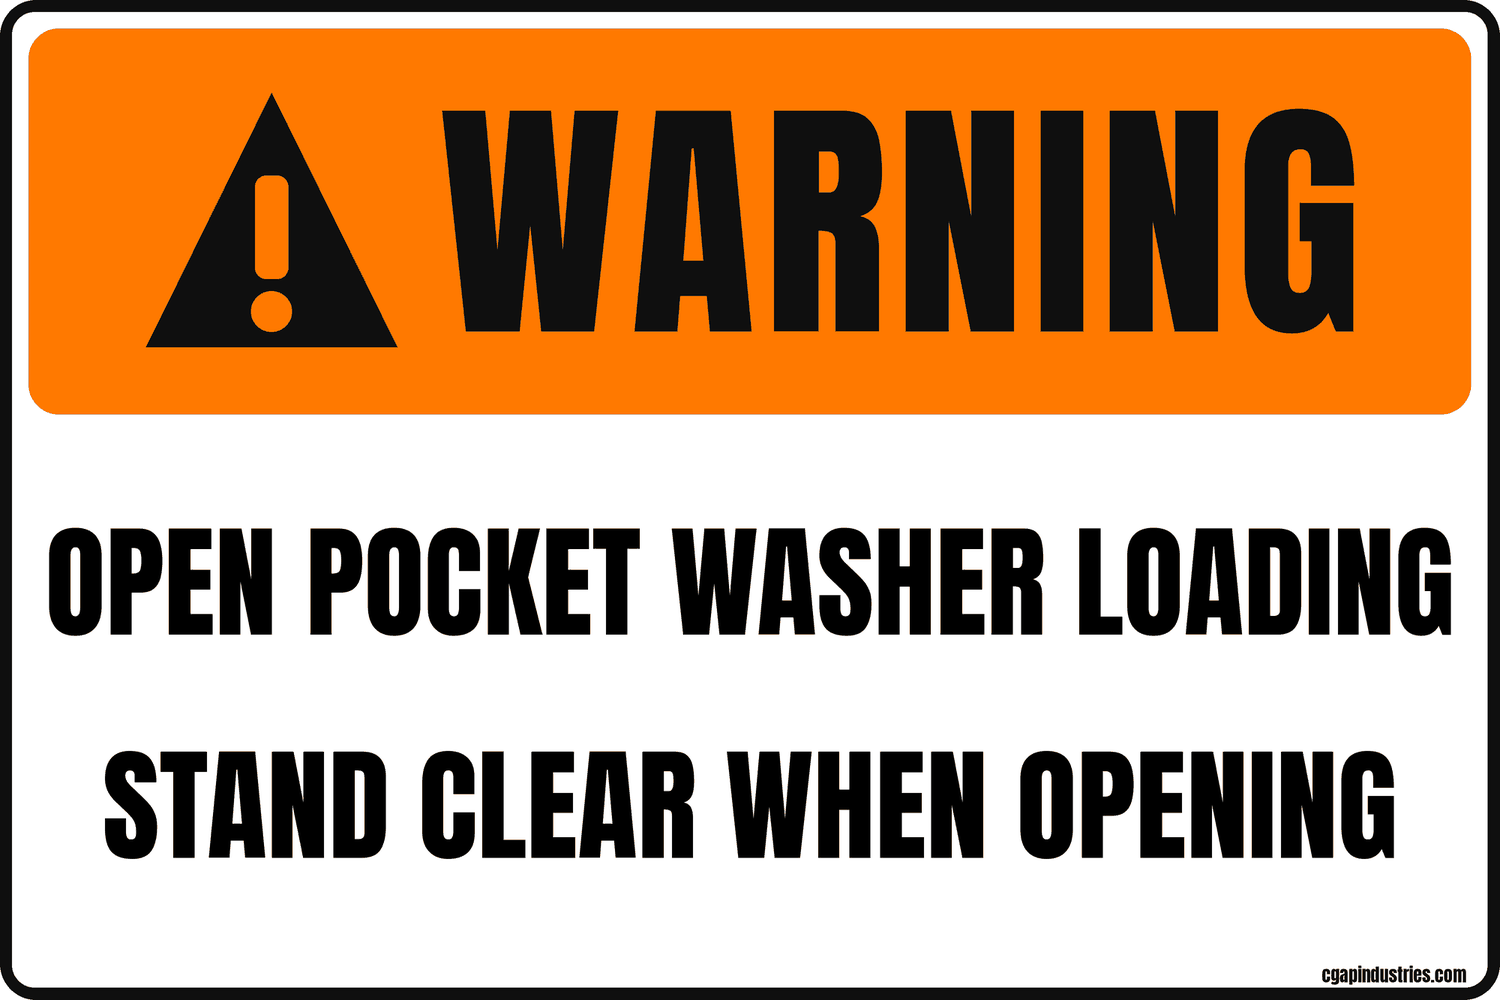 WARNING
OPEN POCKET WASHER LOADING
STAND CLEAR WHEN OPENING
cgapindustries.com